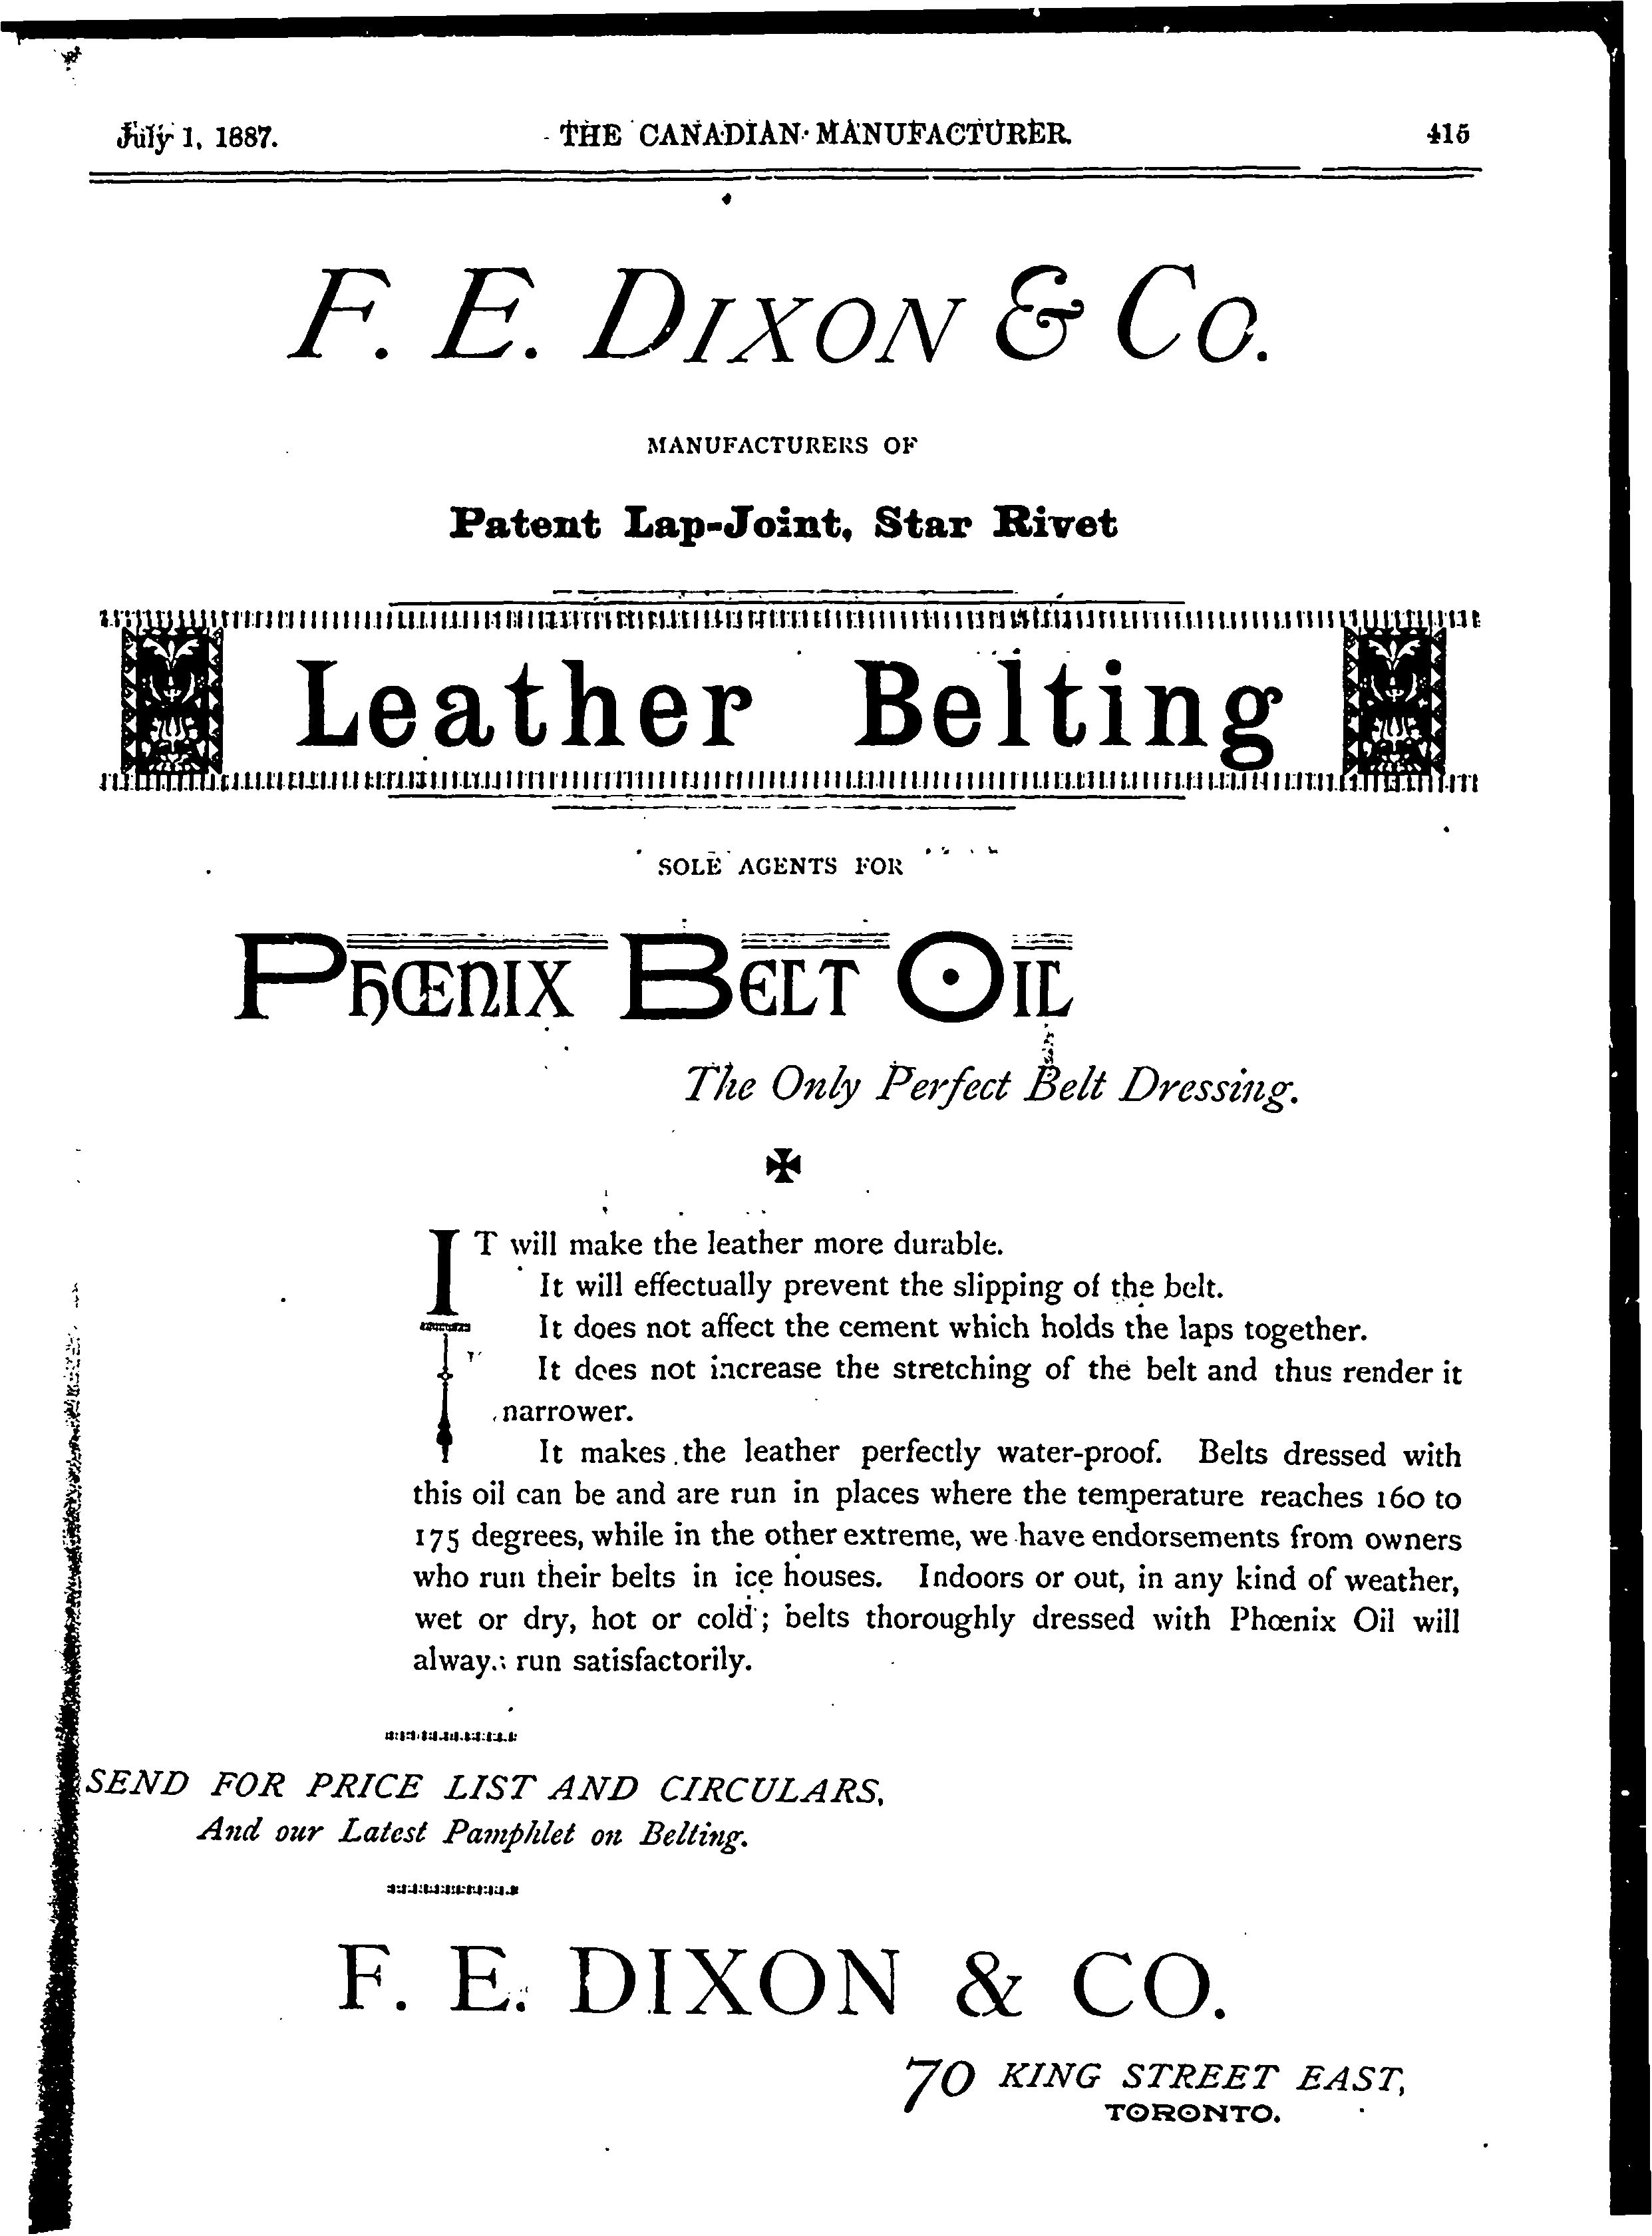 July 1, 1887.
THE CANADIAN MANUFACTURER.
415
F. E. DIXON & Co.
MANUFACTURERS OF
Patent Lap-Joint, Star Rivet
Leather Belting
SOLE AGENTS FOR
PHŒNIX BELT OIL
The Only Perfect Belt Dressing.
IT will make the leather more durable.
It will effectually prevent the slipping of the belt.
It does not affect the cement which holds the laps together.
It does not increase the stretching of the belt and thus render it
narrower.
It makes the leather perfectly water-proof. Belts dressed with
this oil can be and are run in places where the temperature reaches 160 to
175 degrees, while in the other extreme, we have endorsements from owners
who run their belts in ice houses. Indoors or out, in any kind of weather,
wet or dry, hot or cold; belts thoroughly dressed with Phœnix Oil will
always run satisfactorily.
SEND FOR PRICE LIST AND CIRCULARS,
And our Latest Pamphlet on Belting.
F. E. DIXON & CO.
70 KING STREET EAST,
TORONTO.